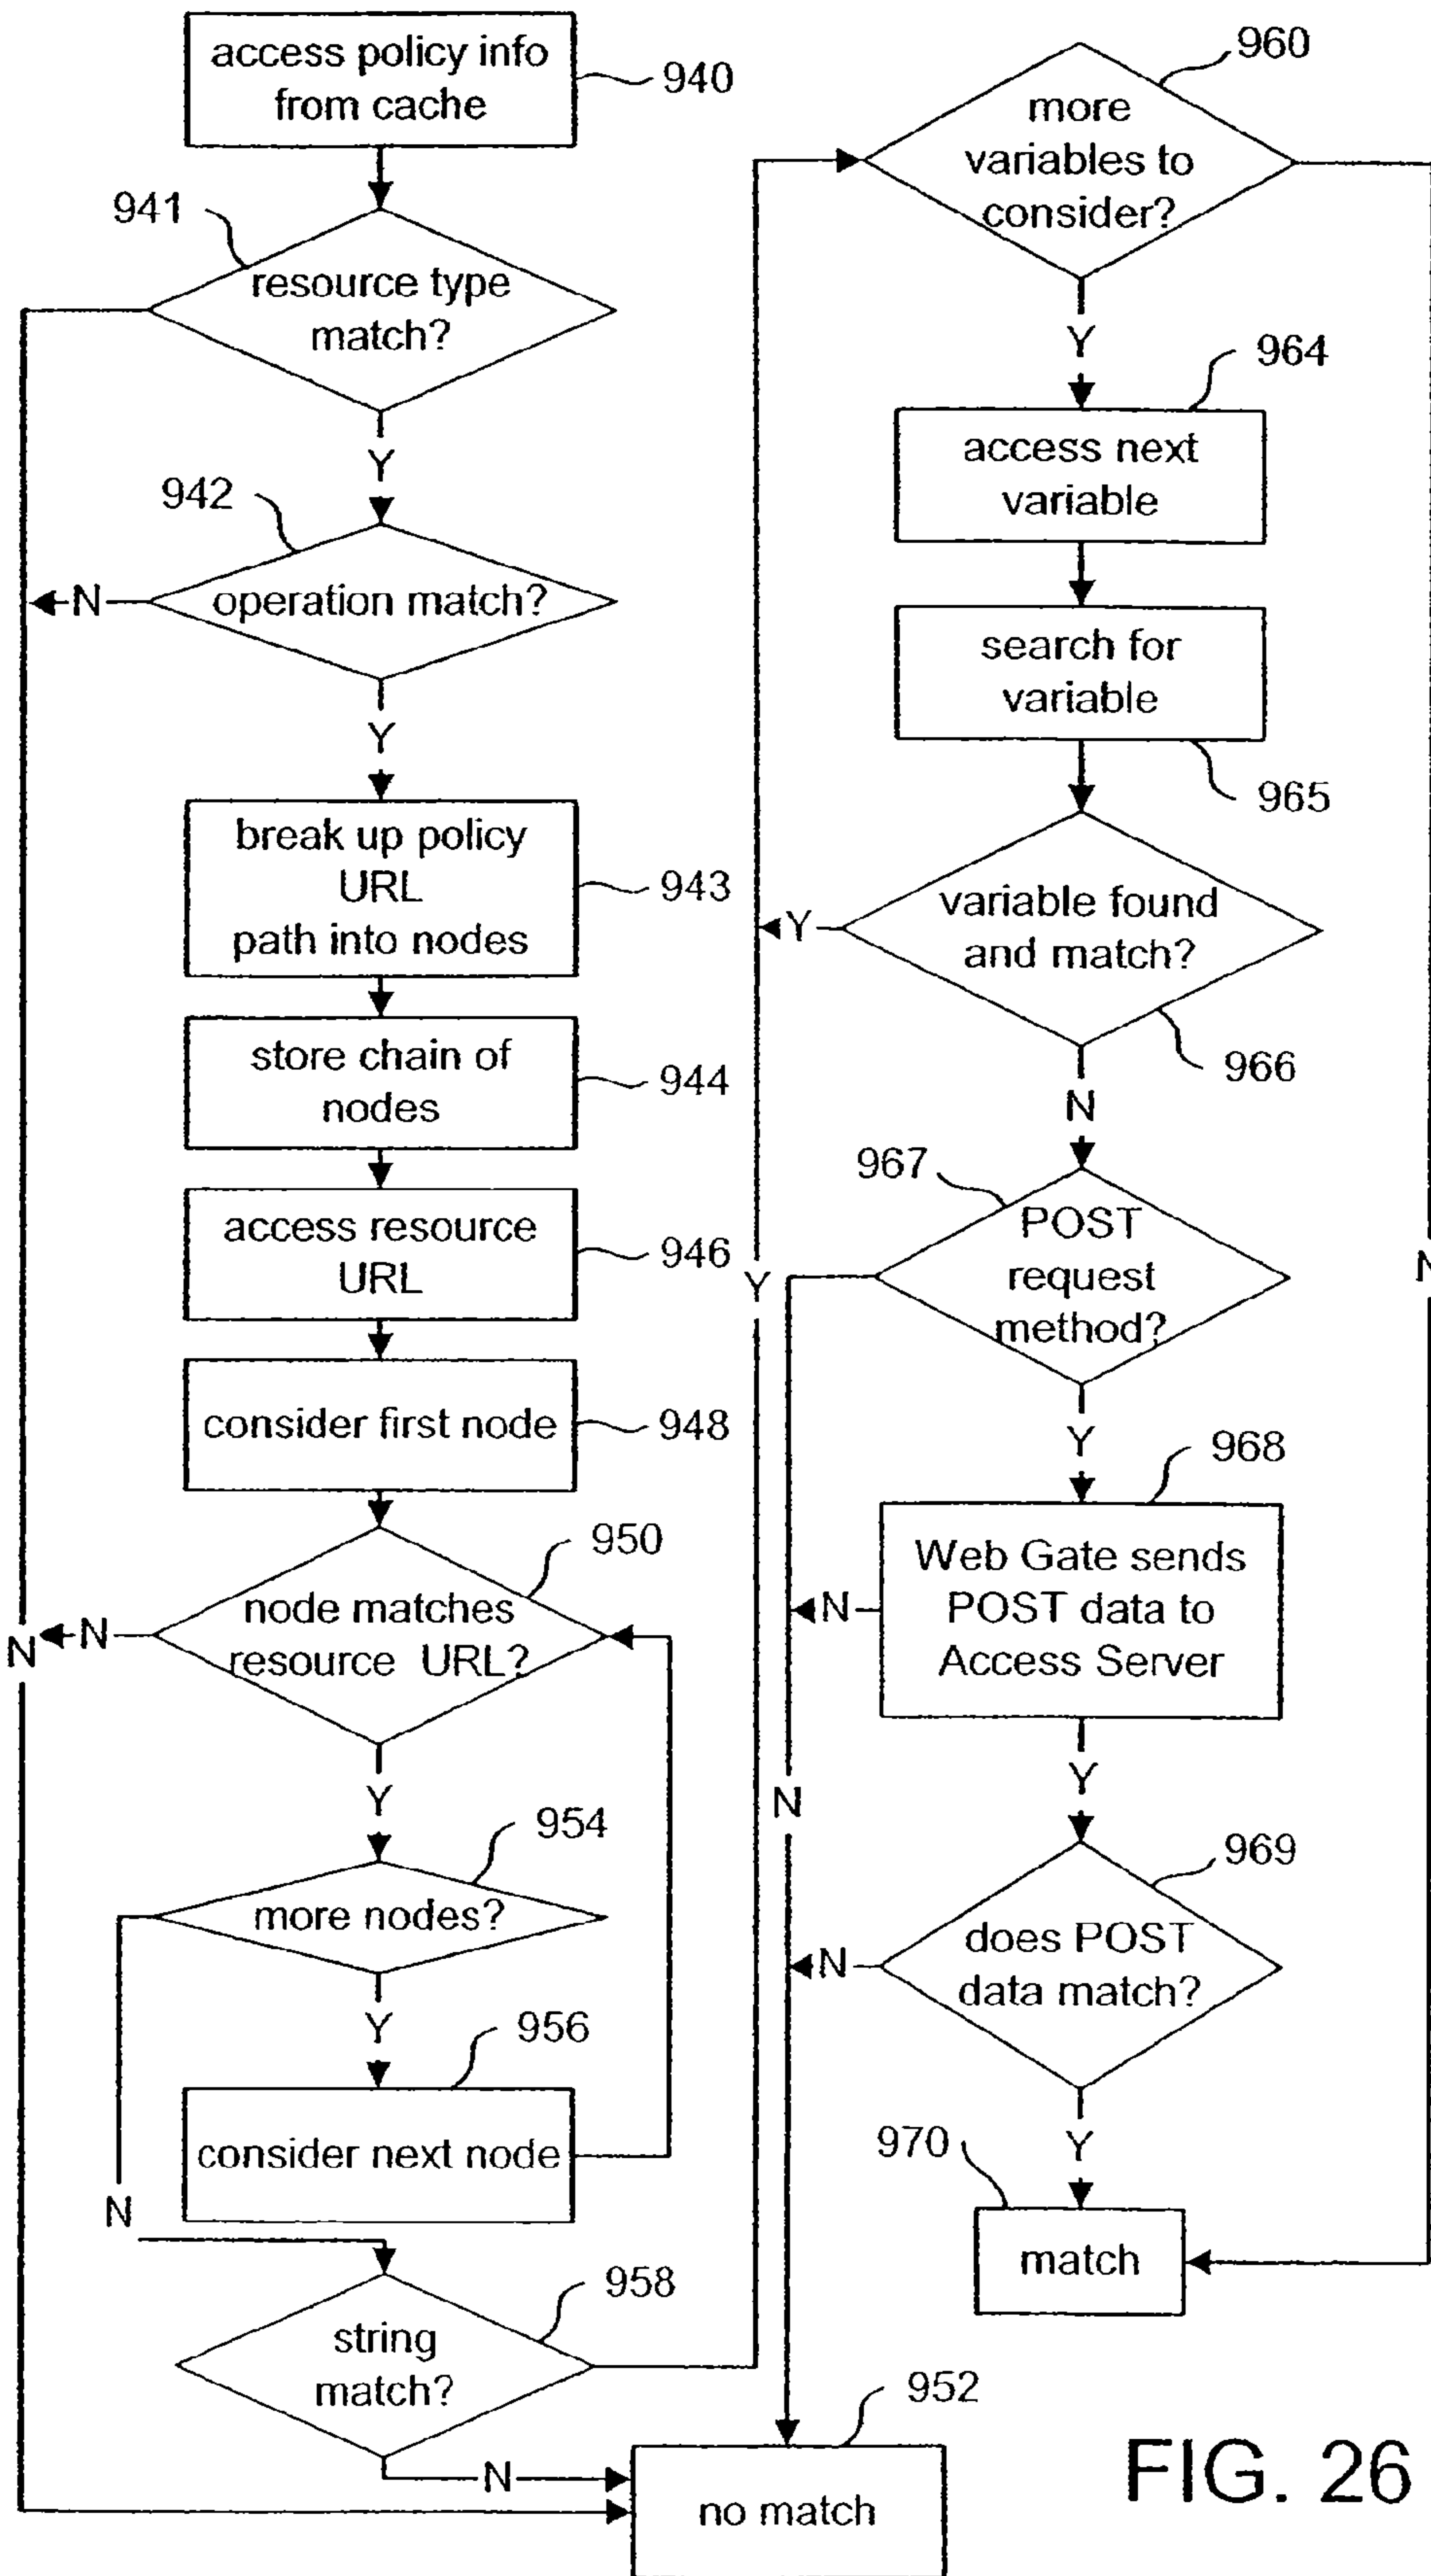 access policy info
from cache
940
941
resource type
match?
Y
942
operation match?
N
Y
break up policy
URL
path into nodes
943
store chain of
nodes
944
access resource
URL
946
consider first node
948
950
node matches
resource URL?
N
N
Y
954
more nodes?
Y
956
consider next node
N
958
string
match?
N
Y
960
more
variables to
consider?
Y
964
access next
variable
search for
variable
965
variable found
and match?
Y
966
N
967
POST
request
method?
N
Y
968
Web Gate sends
POST data to
Access Server
N
Y
N
969
does POST
data match?
N
Y
970
match
952
no match
FIG. 26